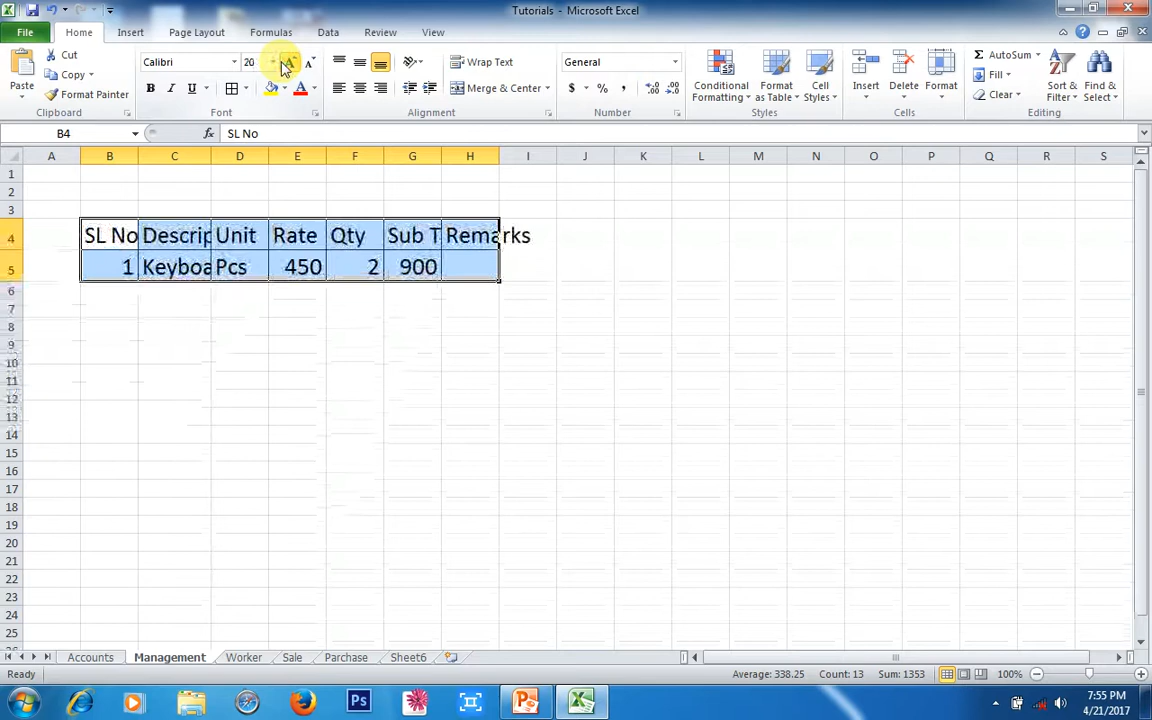 Tutorials - Microsoft Excel
File Home Insert Page Layout Formulas Data Review View
Paste
Cut
Copy
Format Painter
Clipboard
Calibri 20
B I U
Font
Wrap Text
Merge & Center
Alignment
General
$ % ,
Number
Conditional Formatting
Format as Table
Cell Styles
Styles
Insert Delete Format
Cells
AutoSum
Fill
Clear
Sort & Filter
Find & Select
Editing
B4 fx SL No
A B C D E F G H I J K L M N O P Q R S
1
2
3
4 SL No Descrip Unit Rate Qty Sub T Remarks
5 1 Keyboa Pcs 450 2 900
6
7
8
9
10
11
12
13
14
15
16
17
18
19
20
21
22
23
24
25
Accounts Management Worker Sale Parchase Sheet6
Ready Average: 338.25 Count: 13 Sum: 1353 100%
Ps
7:55 PM
4/21/2017